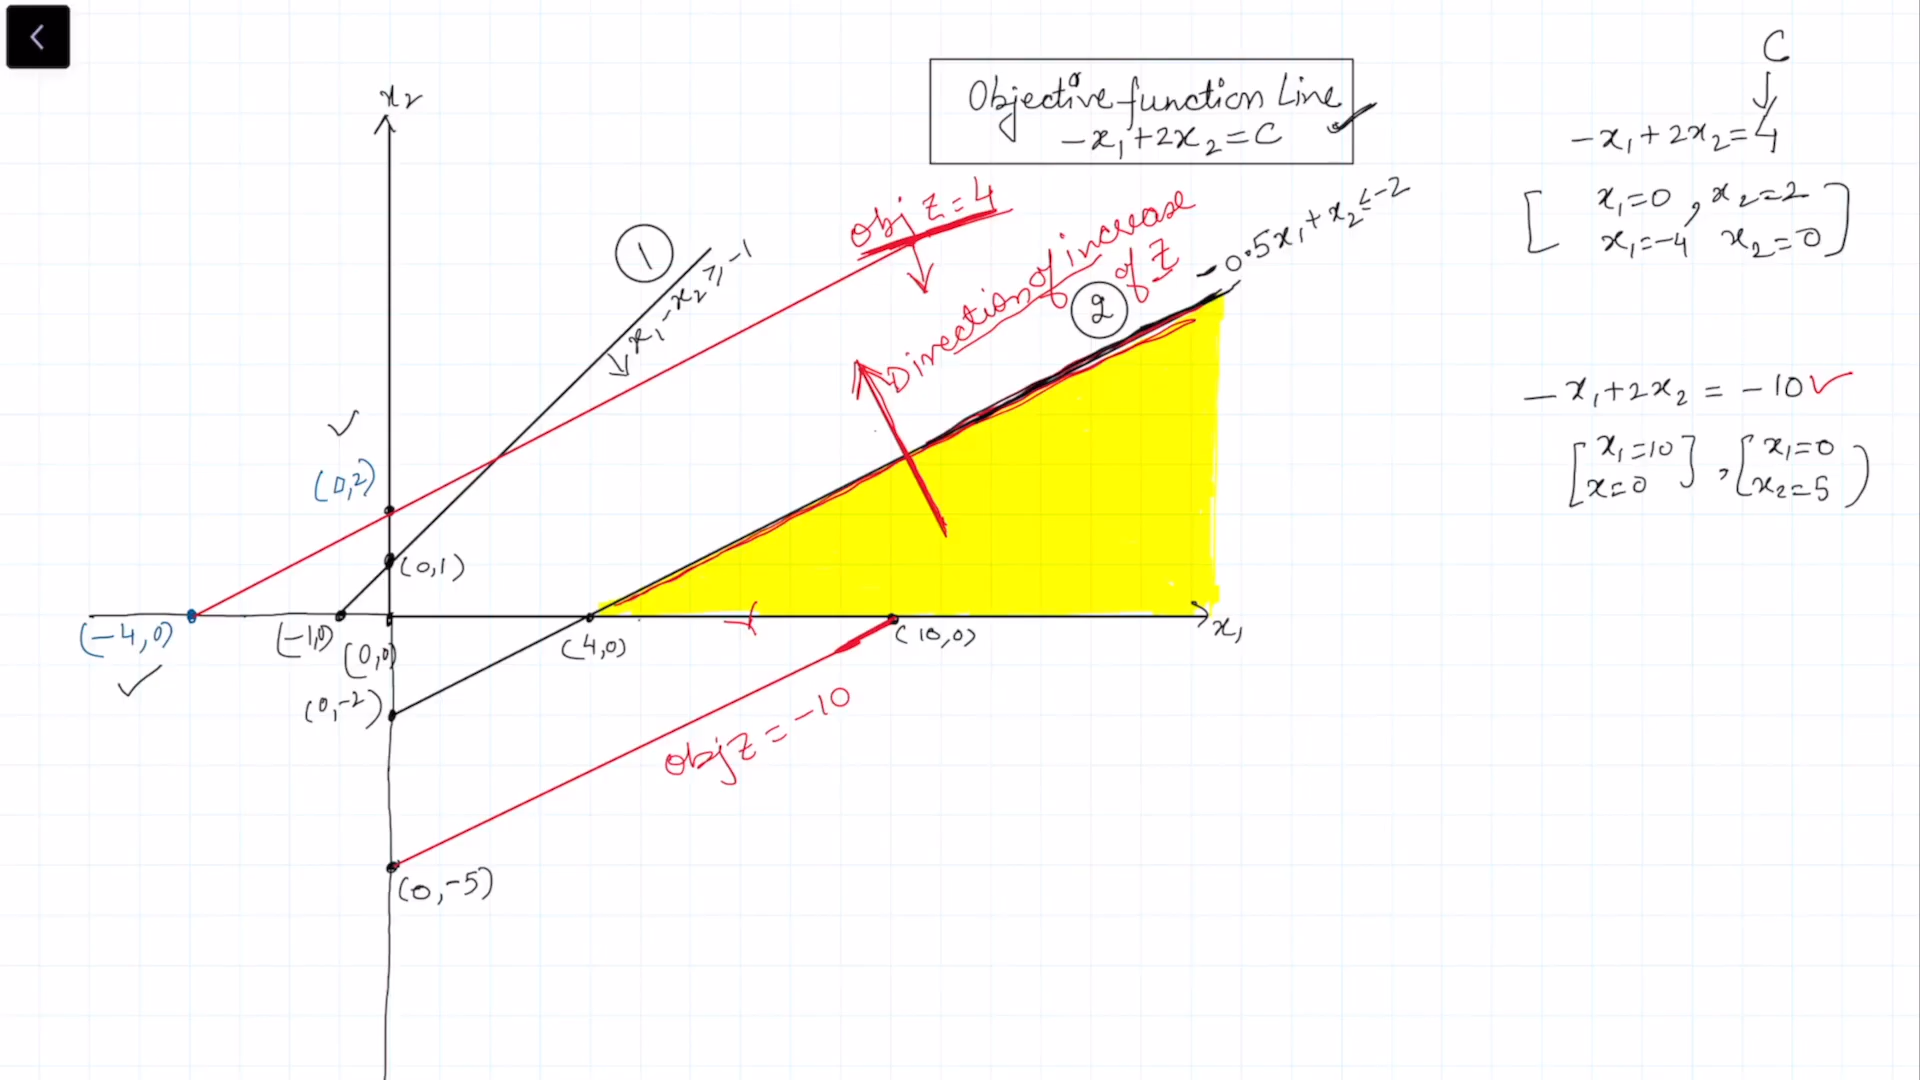 Objective function Line
-x₁+2x₂=C
C
-x₁+2x₂=4
x₁=0, x₂=2
x₁=-4 x₂=0
-x₁+2x₂=-10
[x₁=10], [x₁=0
[x=0] [x₂=5)
x₂
①
x₁-x₂≥-1
obj Z=4
Direction of increase
of Z
②
-0.5x₁+x₂≤-2
(0,2)
(0,1)
(-4,0)
(-1,0)
(0,0)
(4,0)
(10,0)
x₁
(0,-2)
obj Z=-10
(0,-5)